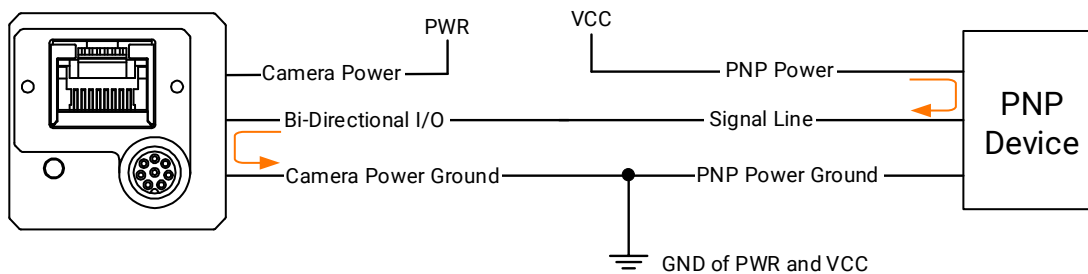 PWR
VCC
Camera Power
PNP Power
Bi-Directional I/O
Signal Line
PNP
Device
Camera Power Ground
PNP Power Ground
GND of PWR and VCC